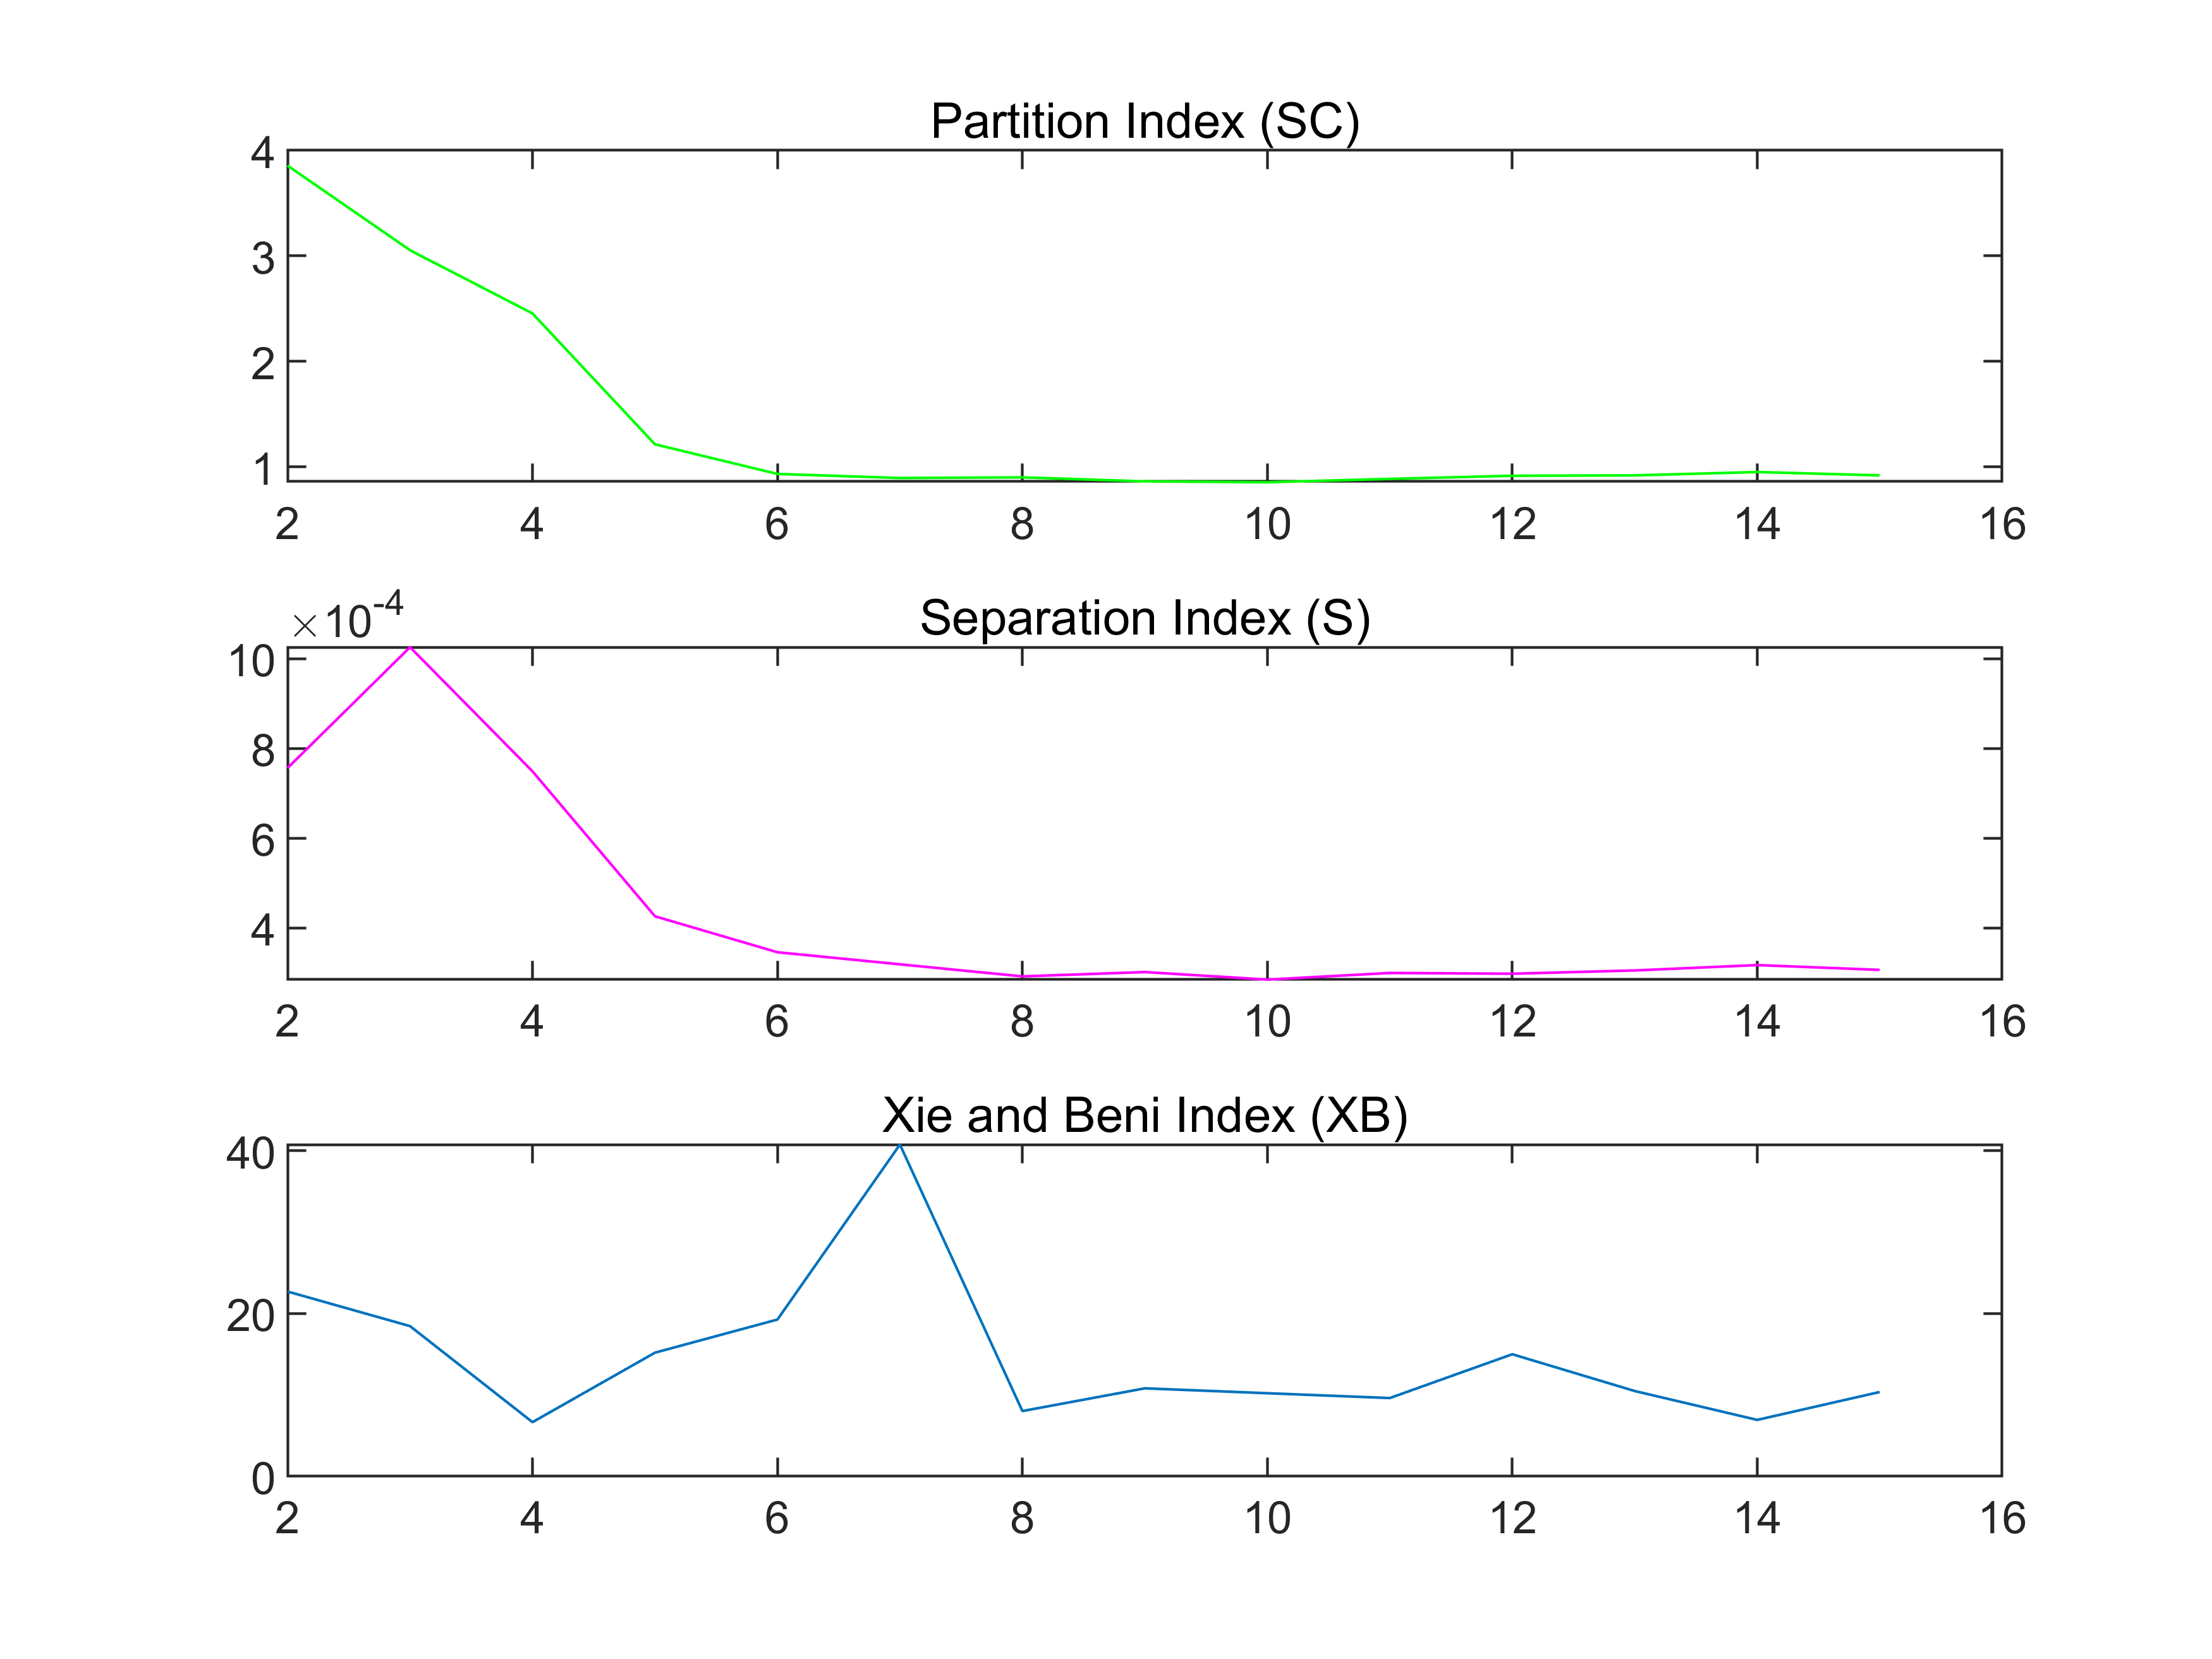 Partition Index (SC)
4
3
2
1
2 4 6 8 10 12 14 16
×10-4
Separation Index (S)
10
8
6
4
2 4 6 8 10 12 14 16
Xie and Beni Index (XB)
40
20
0
2 4 6 8 10 12 14 16